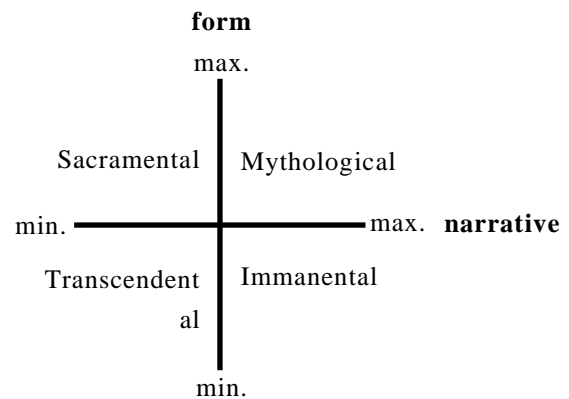 form
max.
Sacramental
Mythological
min.
max. narrative
Transcendent
al
Immanental
min.